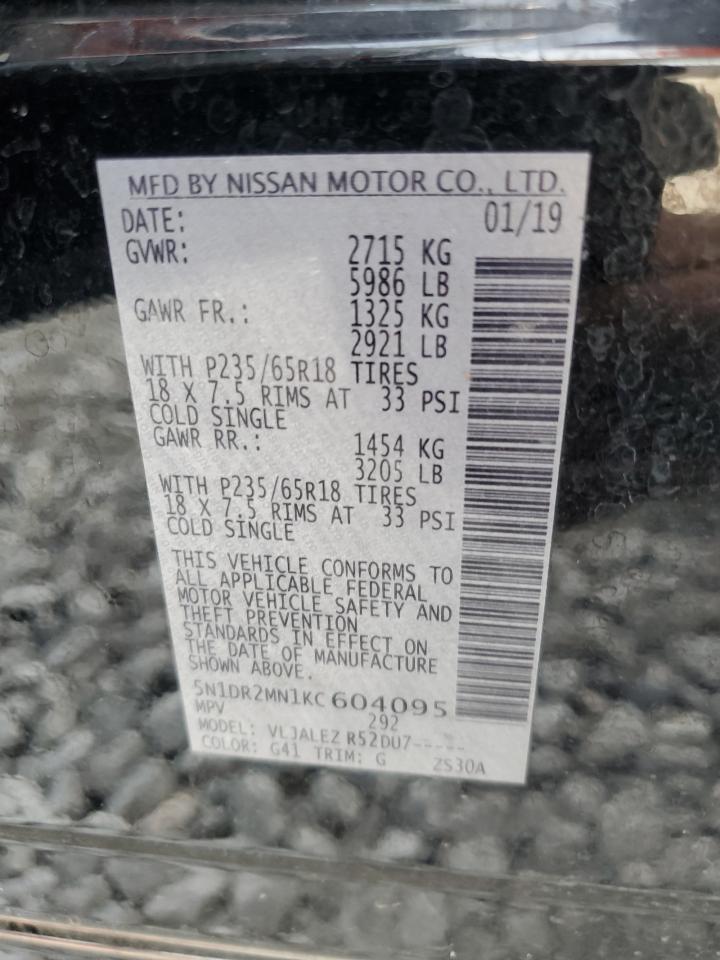 MFD BY NISSAN MOTOR CO., LTD.
DATE: 01/19
GVWR: 2715 KG
5986 LB
GAWR FR.: 1325 KG
2921 LB
WITH P235/65R18 TIRES
18 X 7.5 RIMS AT 33 PSI
COLD SINGLE
GAWR RR.: 1454 KG
3205 LB
WITH P235/65R18 TIRES
18 X 7.5 RIMS AT 33 PSI
COLD SINGLE
THIS VEHICLE CONFORMS TO
ALL APPLICABLE FEDERAL
MOTOR VEHICLE SAFETY AND
THEFT PREVENTION
STANDARDS IN EFFECT ON
THE DATE OF MANUFACTURE
SHOWN ABOVE.
5N1DR2MN1KC 604095
MPV 292
MODEL: VLJALEZ R52DU7-----
COLOR: G41 TRIM: G ZS30A